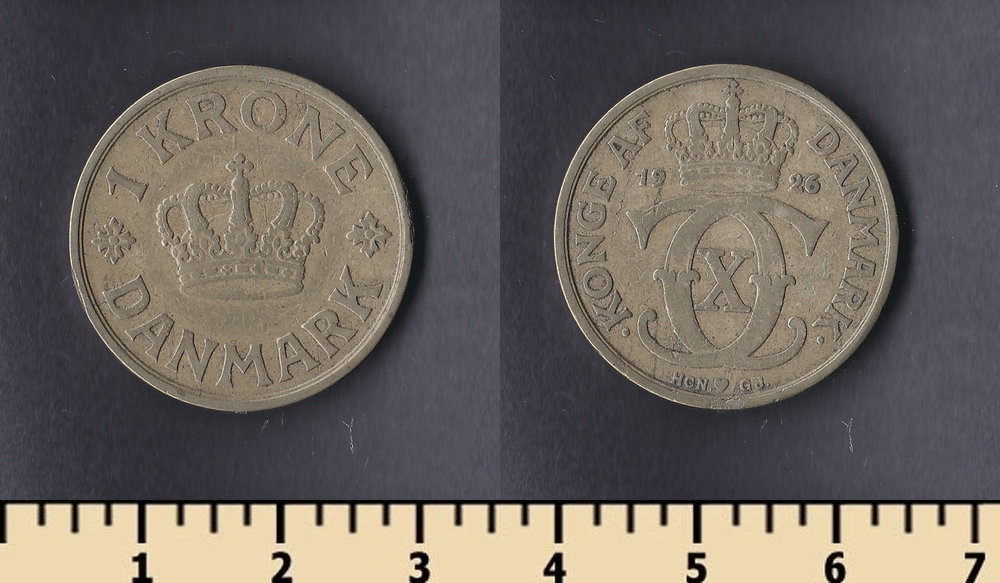 1 KRONE
DANMARK
KONGE AF DANMARK
19 26
X
HCN ♥ GJ.
1 2 3 4 5 6 7